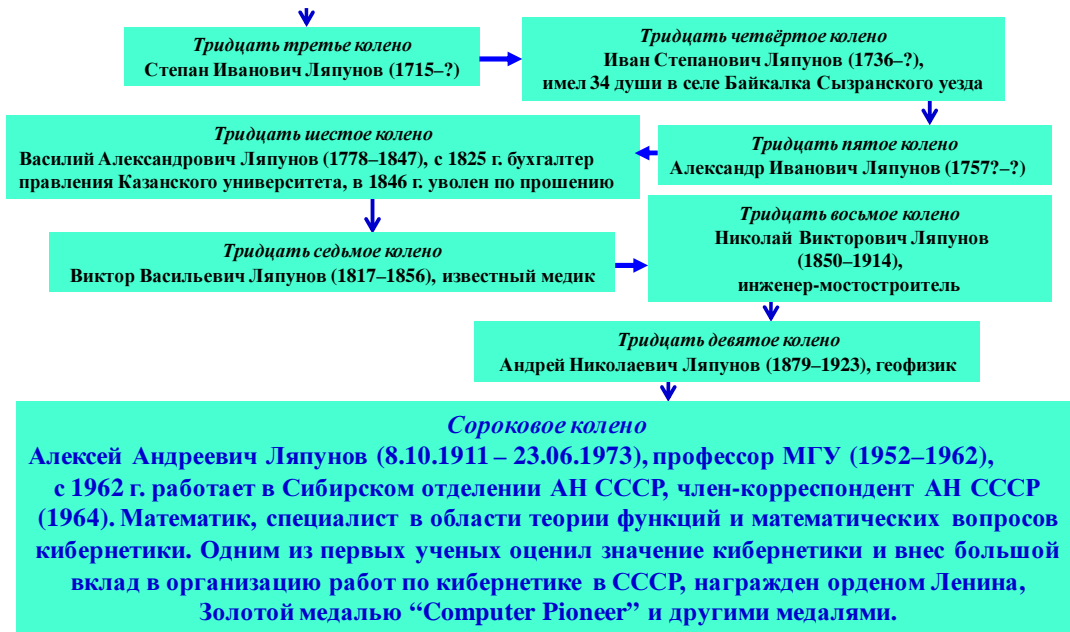 Тридцать третье колено
Степан Иванович Ляпунов (1715–?)
Тридцать четвёртое колено
Иван Степанович Ляпунов (1736–?),
имел 34 души в селе Байкалка Сызранского уезда
Тридцать пятое колено
Александр Иванович Ляпунов (1757?–?)
Тридцать шестое колено
Василий Александрович Ляпунов (1778–1847), с 1825 г. бухгалтер
правления Казанского университета, в 1846 г. уволен по прошению
Тридцать седьмое колено
Виктор Васильевич Ляпунов (1817–1856), известный медик
Тридцать восьмое колено
Николай Викторович Ляпунов
(1850–1914),
инженер-мостостроитель
Тридцать девятое колено
Андрей Николаевич Ляпунов (1879–1923), геофизик
Сороковое колено
Алексей Андреевич Ляпунов (8.10.1911 – 23.06.1973), профессор МГУ (1952–1962),
с 1962 г. работает в Сибирском отделении АН СССР, член-корреспондент АН СССР
(1964). Математик, специалист в области теории функций и математических вопросов
кибернетики. Одним из первых ученых оценил значение кибернетики и внес большой
вклад в организацию работ по кибернетике в СССР, награжден орденом Ленина,
Золотой медалью “Computer Pioneer” и другими медалями.